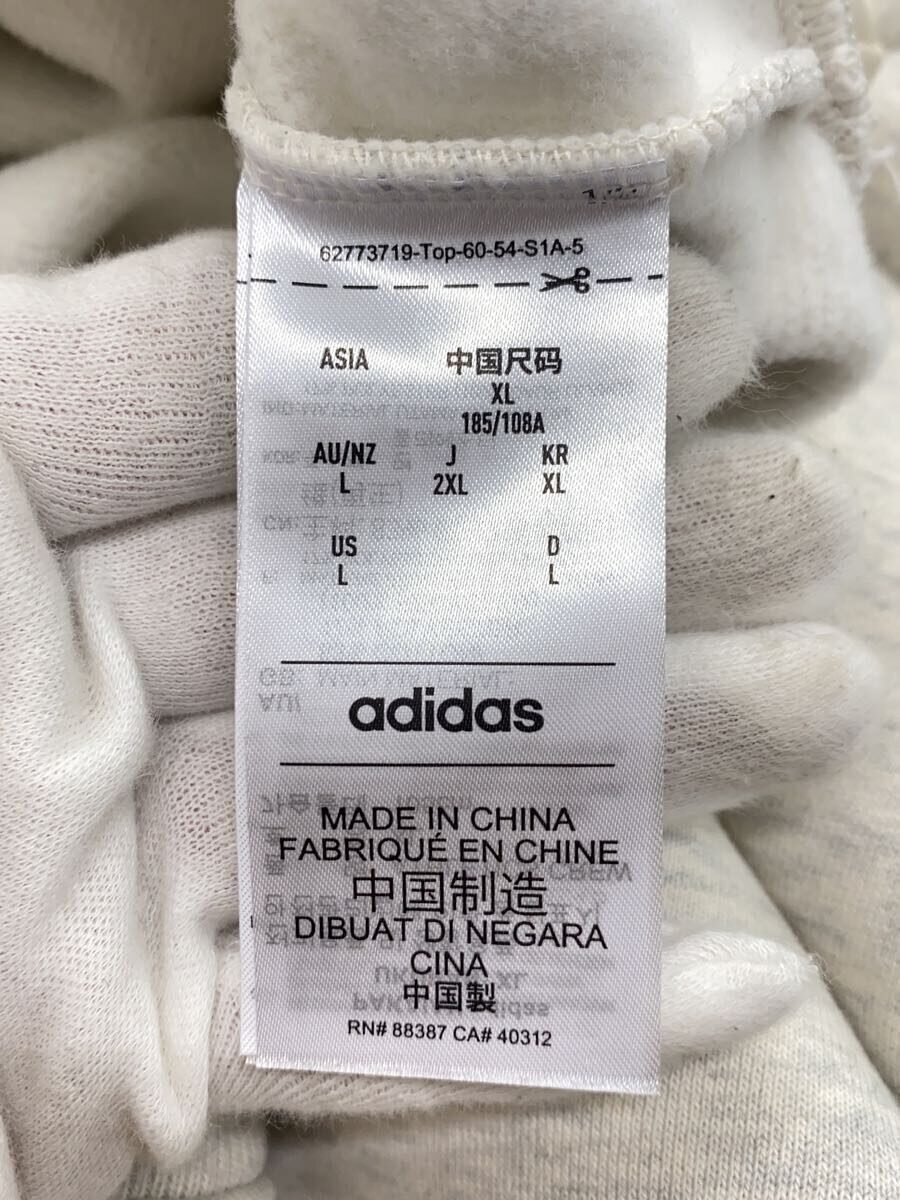 62773719-Top-60-54-S1A-5
ASIA 中国尺码
XL
185/108A
AU/NZ J KR
L 2XL XL
US D
L L
adidas
MADE IN CHINA
FABRIQUÉ EN CHINE
中国制造
DIBUAT DI NEGARA
CINA
中国製
RN# 88387 CA# 40312